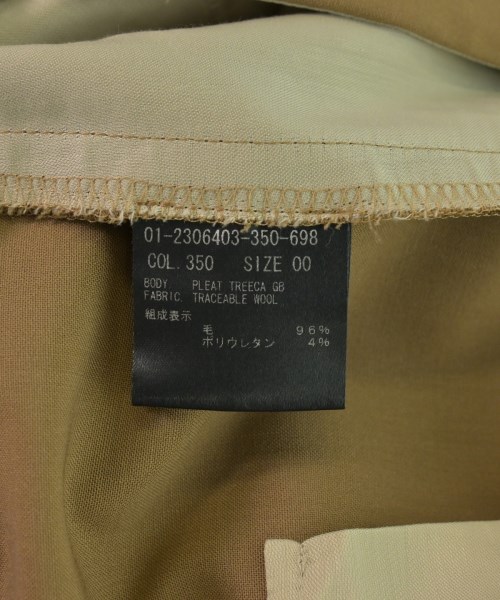 01-2306403-350-698
COL. 350 SIZE 00
BODY. PLEAT TREECA GB
FABRIC. TRACEABLE WOOL
組成表示
毛 96%
ポリウレタン 4%